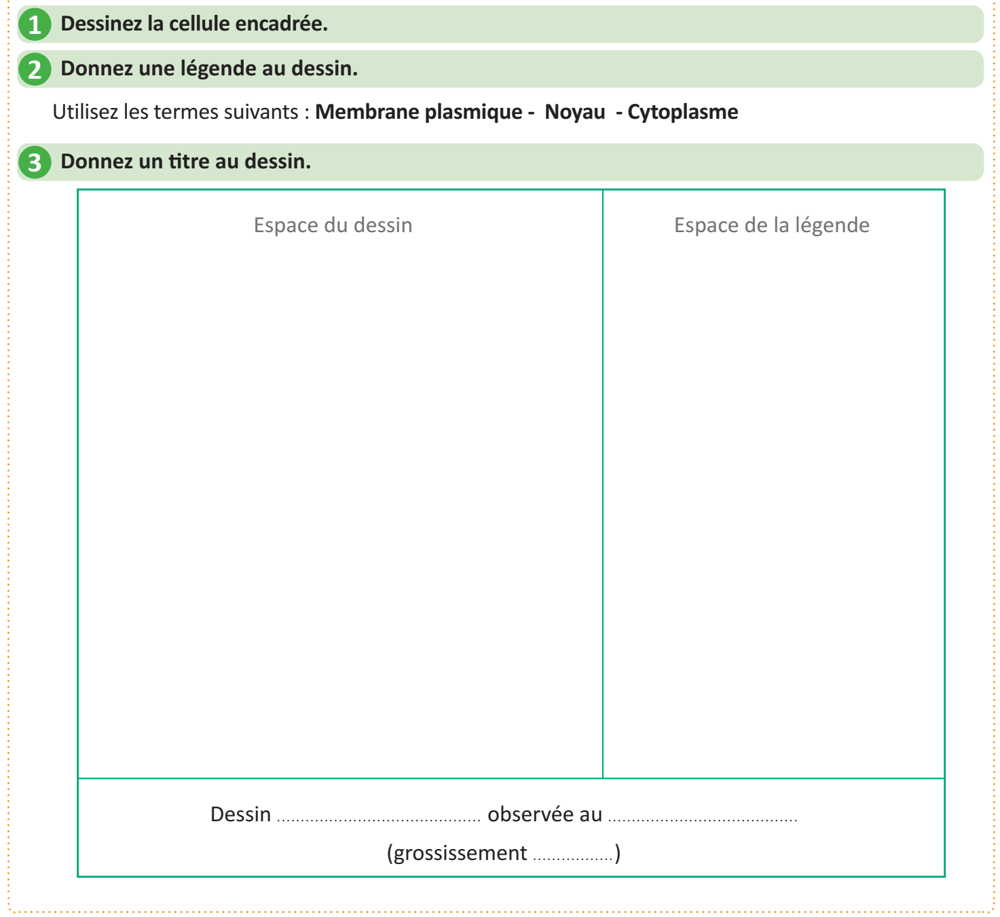 1 Dessinez la cellule encadrée.
2 Donnez une légende au dessin.
Utilisez les termes suivants : Membrane plasmique - Noyau - Cytoplasme
3 Donnez un titre au dessin.
Espace du dessin
Espace de la légende
Dessin ........................................... observée au ........................................
(grossissement .................)